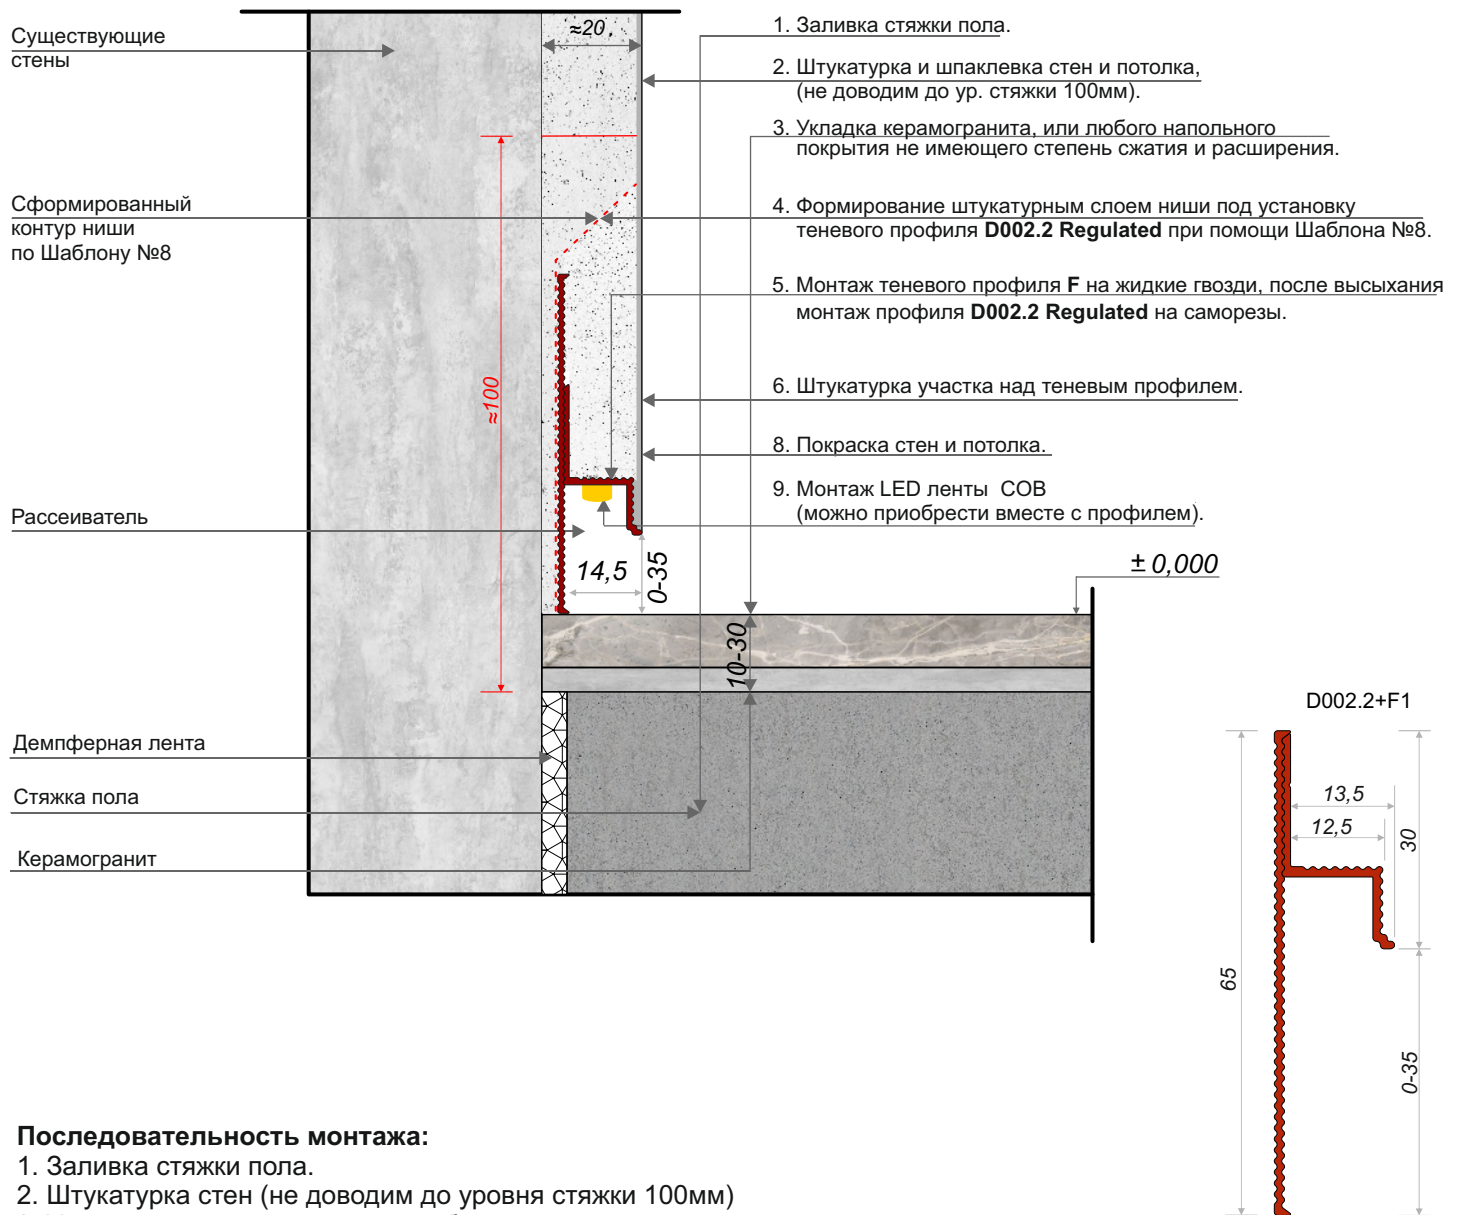 Существующие
стены
Сформированный
контур ниши
по Шаблону №8
Рассеиватель
Демпферная лента
Стяжка пола
Керамогранит
≈20
≈100
14,5
0-35
10-30
± 0,000
1. Заливка стяжки пола.
2. Штукатурка и шпаклевка стен и потолка,
(не доводим до ур. стяжки 100мм).
3. Укладка керамогранита, или любого напольного
покрытия не имеющего степень сжатия и расширения.
4. Формирование штукатурным слоем ниши под установку
теневого профиля D002.2 Regulated при помощи Шаблона №8.
5. Монтаж теневого профиля F на жидкие гвозди, после высыхания
монтаж профиля D002.2 Regulated на саморезы.
6. Штукатурка участка над теневым профилем.
8. Покраска стен и потолка.
9. Монтаж LED ленты COB
(можно приобрести вместе с профилем).
D002.2+F1
13,5
12,5
30
65
0-35
Последовательность монтажа:
1. Заливка стяжки пола.
2. Штукатурка стен (не доводим до уровня стяжки 100мм)